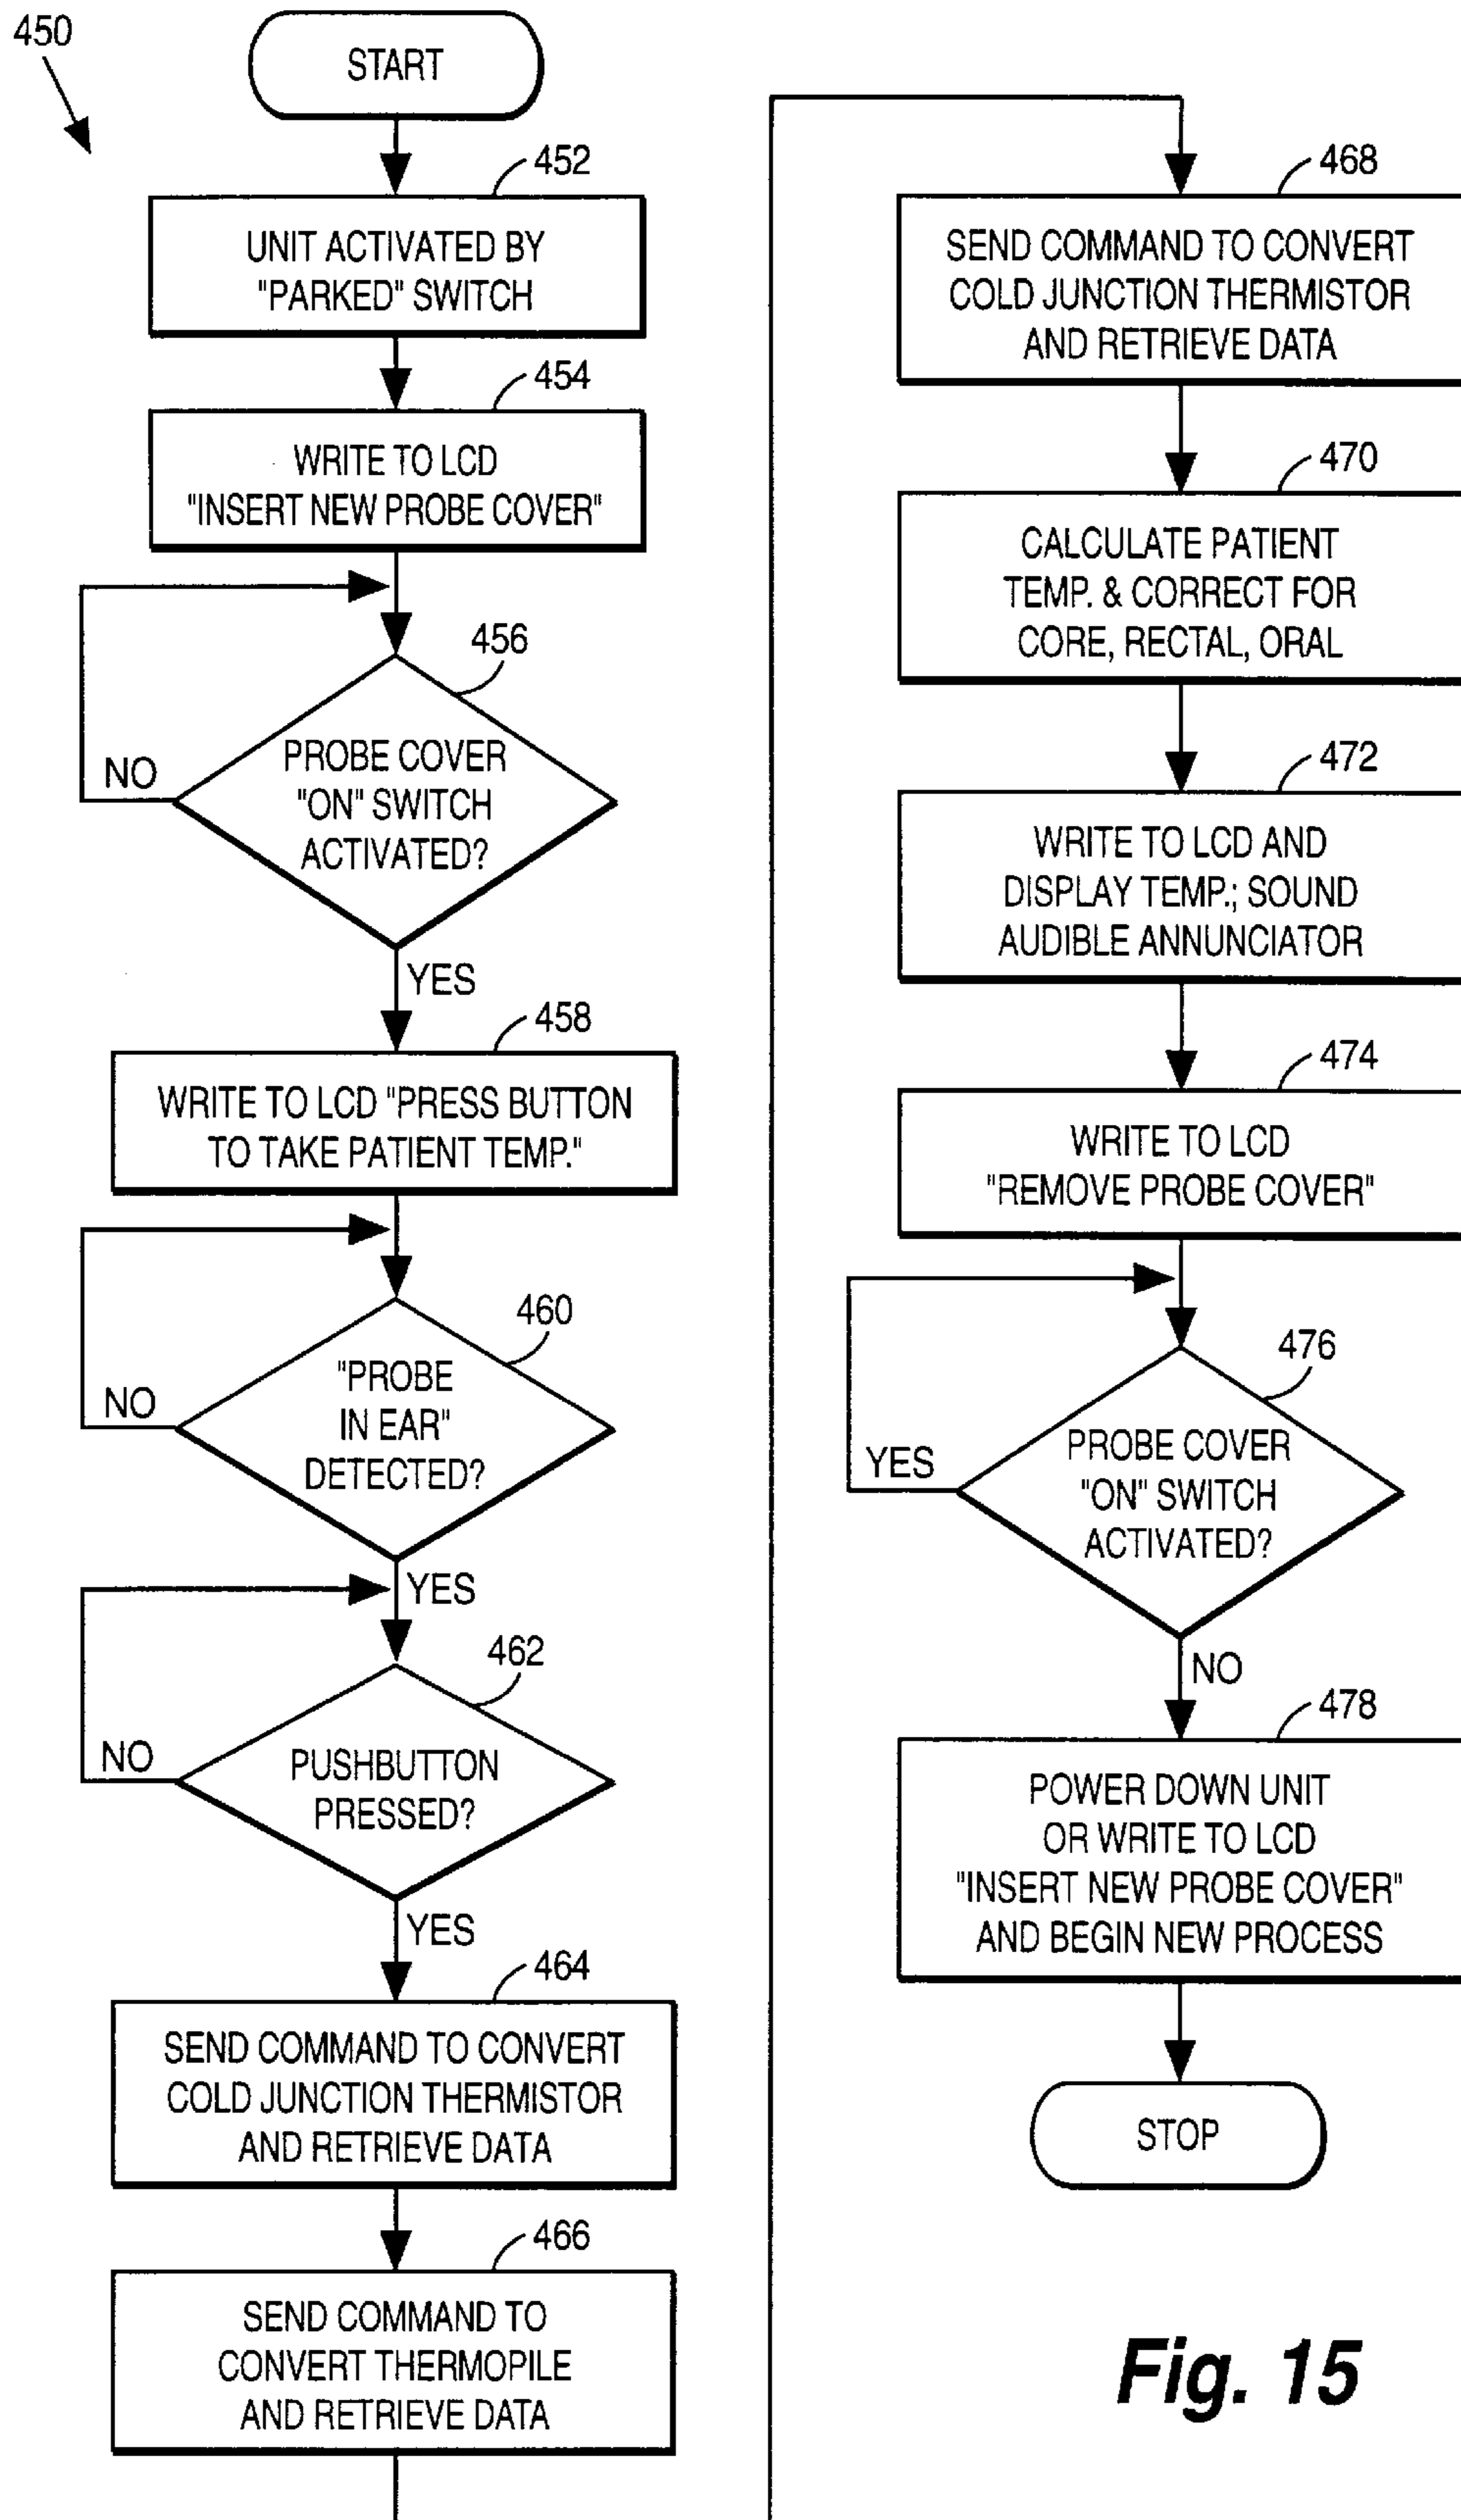 450
START
452
UNIT ACTIVATED BY
"PARKED" SWITCH
454
WRITE TO LCD
"INSERT NEW PROBE COVER"
456
PROBE COVER
"ON" SWITCH
ACTIVATED?
NO
YES
458
WRITE TO LCD "PRESS BUTTON
TO TAKE PATIENT TEMP."
460
"PROBE
IN EAR"
DETECTED?
NO
YES
462
PUSHBUTTON
PRESSED?
NO
YES
464
SEND COMMAND TO CONVERT
COLD JUNCTION THERMISTOR
AND RETRIEVE DATA
466
SEND COMMAND TO
CONVERT THERMOPILE
AND RETRIEVE DATA
468
SEND COMMAND TO CONVERT
COLD JUNCTION THERMISTOR
AND RETRIEVE DATA
470
CALCULATE PATIENT
TEMP. & CORRECT FOR
CORE, RECTAL, ORAL
472
WRITE TO LCD AND
DISPLAY TEMP.; SOUND
AUDIBLE ANNUNCIATOR
474
WRITE TO LCD
"REMOVE PROBE COVER"
476
PROBE COVER
"ON" SWITCH
ACTIVATED?
YES
NO
478
POWER DOWN UNIT
OR WRITE TO LCD
"INSERT NEW PROBE COVER"
AND BEGIN NEW PROCESS
STOP
Fig. 15